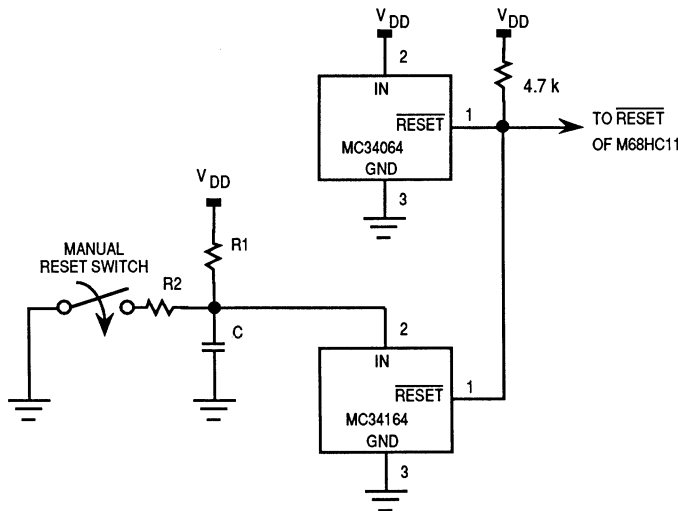 VDD
VDD
2
IN
4.7 k
RESET
1
TO RESET
OF M68HC11
MC34064
GND
3
VDD
MANUAL
RESET SWITCH
R1
R2
C
2
IN
RESET
1
MC34164
GND
3